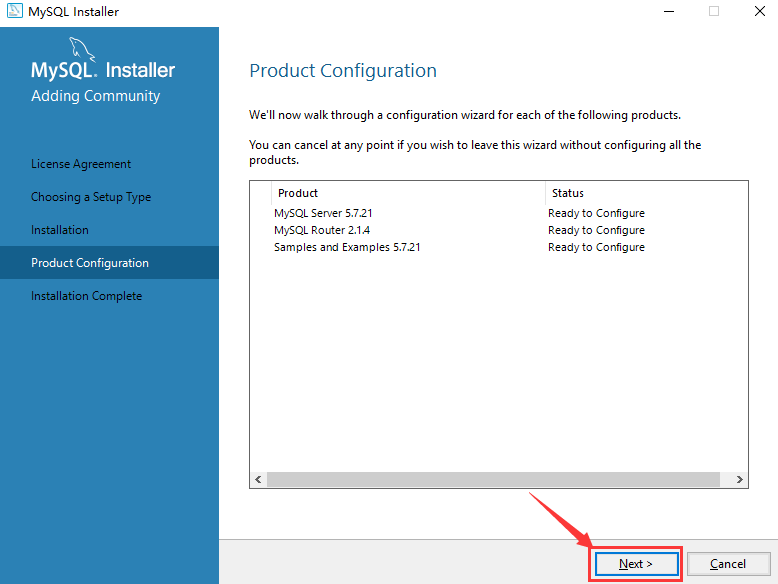 MySQL Installer
MySQL. Installer
Adding Community
License Agreement
Choosing a Setup Type
Installation
Product Configuration
Installation Complete
Product Configuration
We'll now walk through a configuration wizard for each of the following products.
You can cancel at any point if you wish to leave this wizard without configuring all the
products.
Product Status
MySQL Server 5.7.21 Ready to Configure
MySQL Router 2.1.4 Ready to Configure
Samples and Examples 5.7.21 Ready to Configure
Next > Cancel